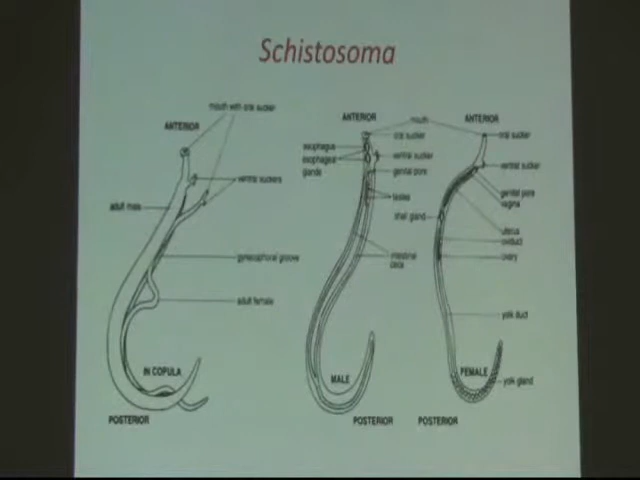 Schistosoma
mouth with oral sucker
ANTERIOR
ventral suckers
adult male
gynecophoral groove
adult female
IN COPULA
POSTERIOR
ANTERIOR
mouth
ANTERIOR
oral sucker
oral sucker
esophagus
esophageal
glands
ventral sucker
genital pore
ventral sucker
genital pore
vagina
testes
shell gland
uterus
oviduct
ovary
intestinal
ceca
yolk duct
MALE
FEMALE
yolk gland
POSTERIOR
POSTERIOR